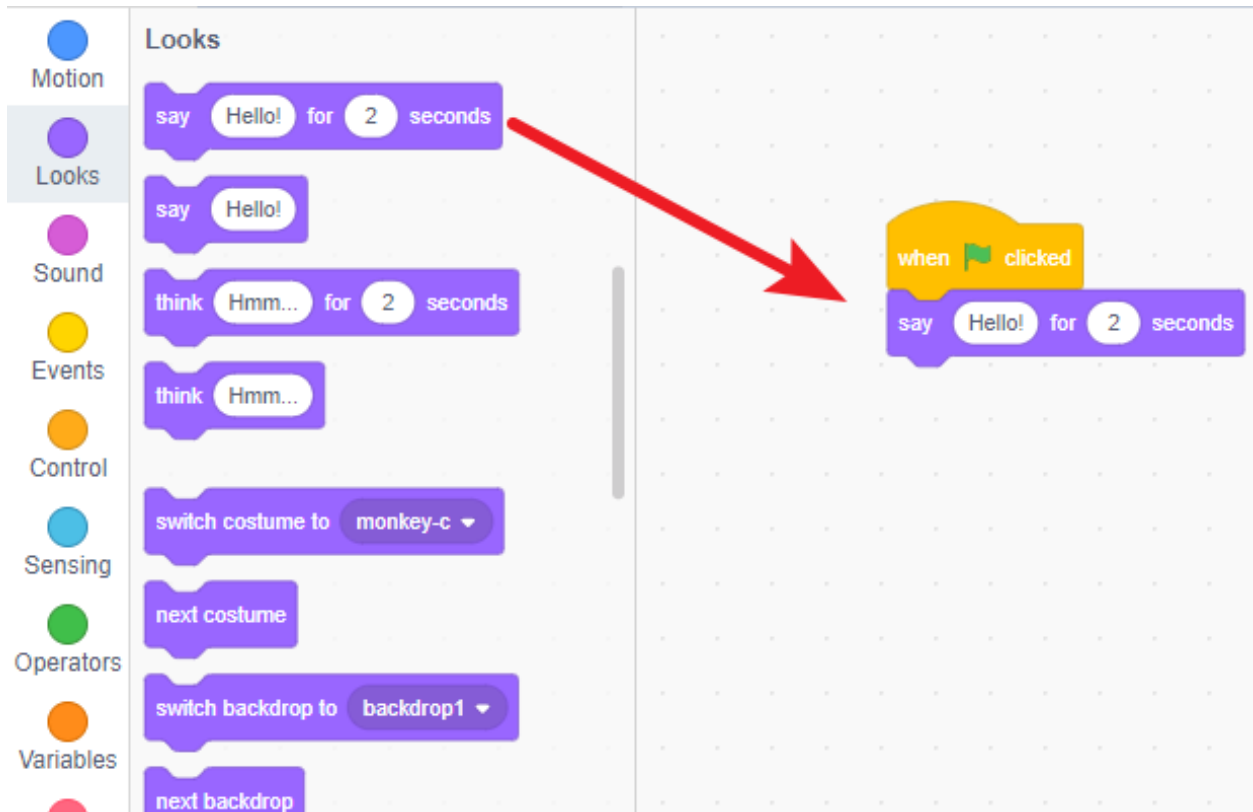 Motion
Looks
Sound
Events
Control
Sensing
Operators
Variables
Looks
say Hello! for 2 seconds
say Hello!
think Hmm... for 2 seconds
think Hmm...
switch costume to monkey-c
next costume
switch backdrop to backdrop1
next backdrop
when clicked
say Hello! for 2 seconds